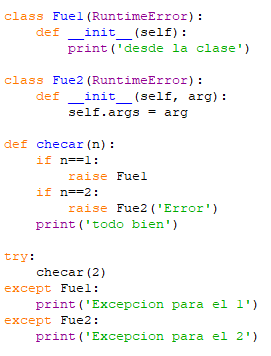 class Fue1(RuntimeError):
    def __init__(self):
        print('desde la clase')

class Fue2(RuntimeError):
    def __init__(self, arg):
        self.args = arg

def checar(n):
    if n==1:
        raise Fue1
    if n==2:
        raise Fue2('Error')
    print('todo bien')

try:
    checar(2)
except Fue1:
    print('Excepcion para el 1')
except Fue2:
    print('Excepcion para el 2')